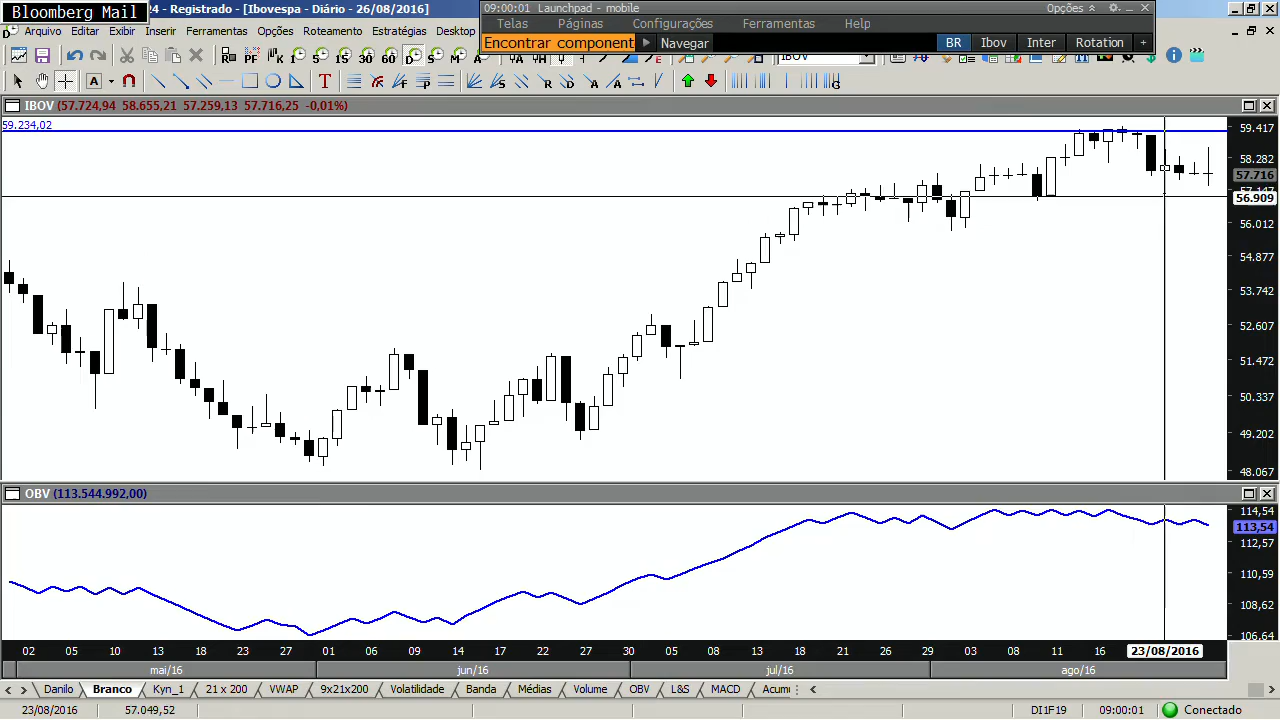 Bloomberg Mail
24 - Registrado - [Ibovespa - Diário - 26/08/2016]
09:00:01 Launchpad - mobile
Opções
Telas Páginas Configurações Ferramentas Help
Arquivo Editar Exibir Inserir Ferramentas Opções Roteamento Estratégias Desktop
Encontrar component Navegar BR Ibov Inter Rotation +
IBOV (57.724,94 58.655,21 57.259,13 57.716,25 -0,01%)
59.234,02
59.417
58.282
57.716
57.147
56.909
56.012
54.877
53.742
52.607
51.472
50.337
49.202
48.067
OBV (113.544.992,00)
114,54
113,54
112,57
110,59
108,62
106,64
02 05 10 13 18 20 24 27 01 06 09 14 17 22 27 30 05 08 13 18 21 26 29 03 08 11 16 23/08/2016
mai/16 jun/16 jul/16 ago/16
Danilo Branco Kyn_1 21 x 200 VWAP 9x21x200 Volatilidade Banda Médias Volume OBV L&S MACD Acumu
23/08/2016 57.049,52 DI1F19 09:00:01 Conectado